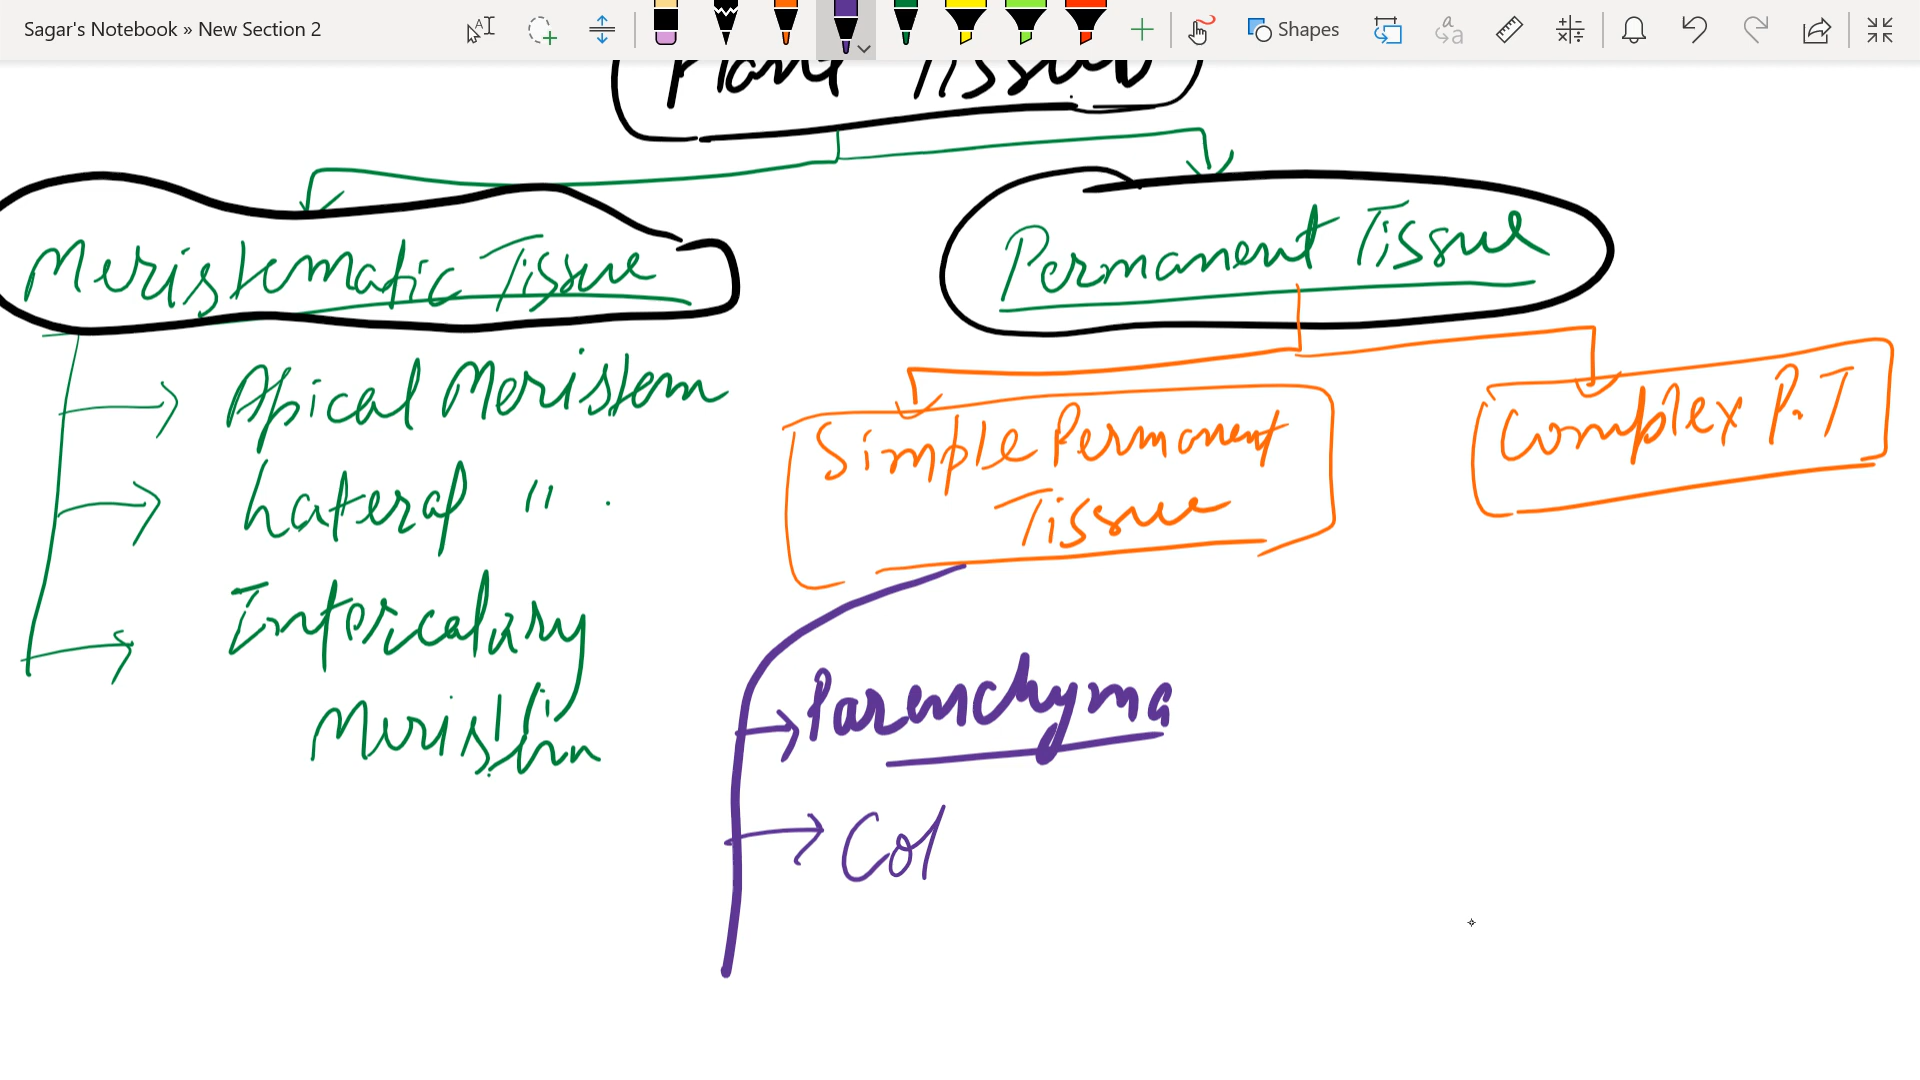 Sagar's Notebook » New Section 2
Shapes
Plant Tissue
Meristematic Tissue
Permanent Tissue
Apical Meristem
Lateral " .
Intercalary
Meristem
Simple Permanent
Tissue
Complex P.T
Parenchyma
Col